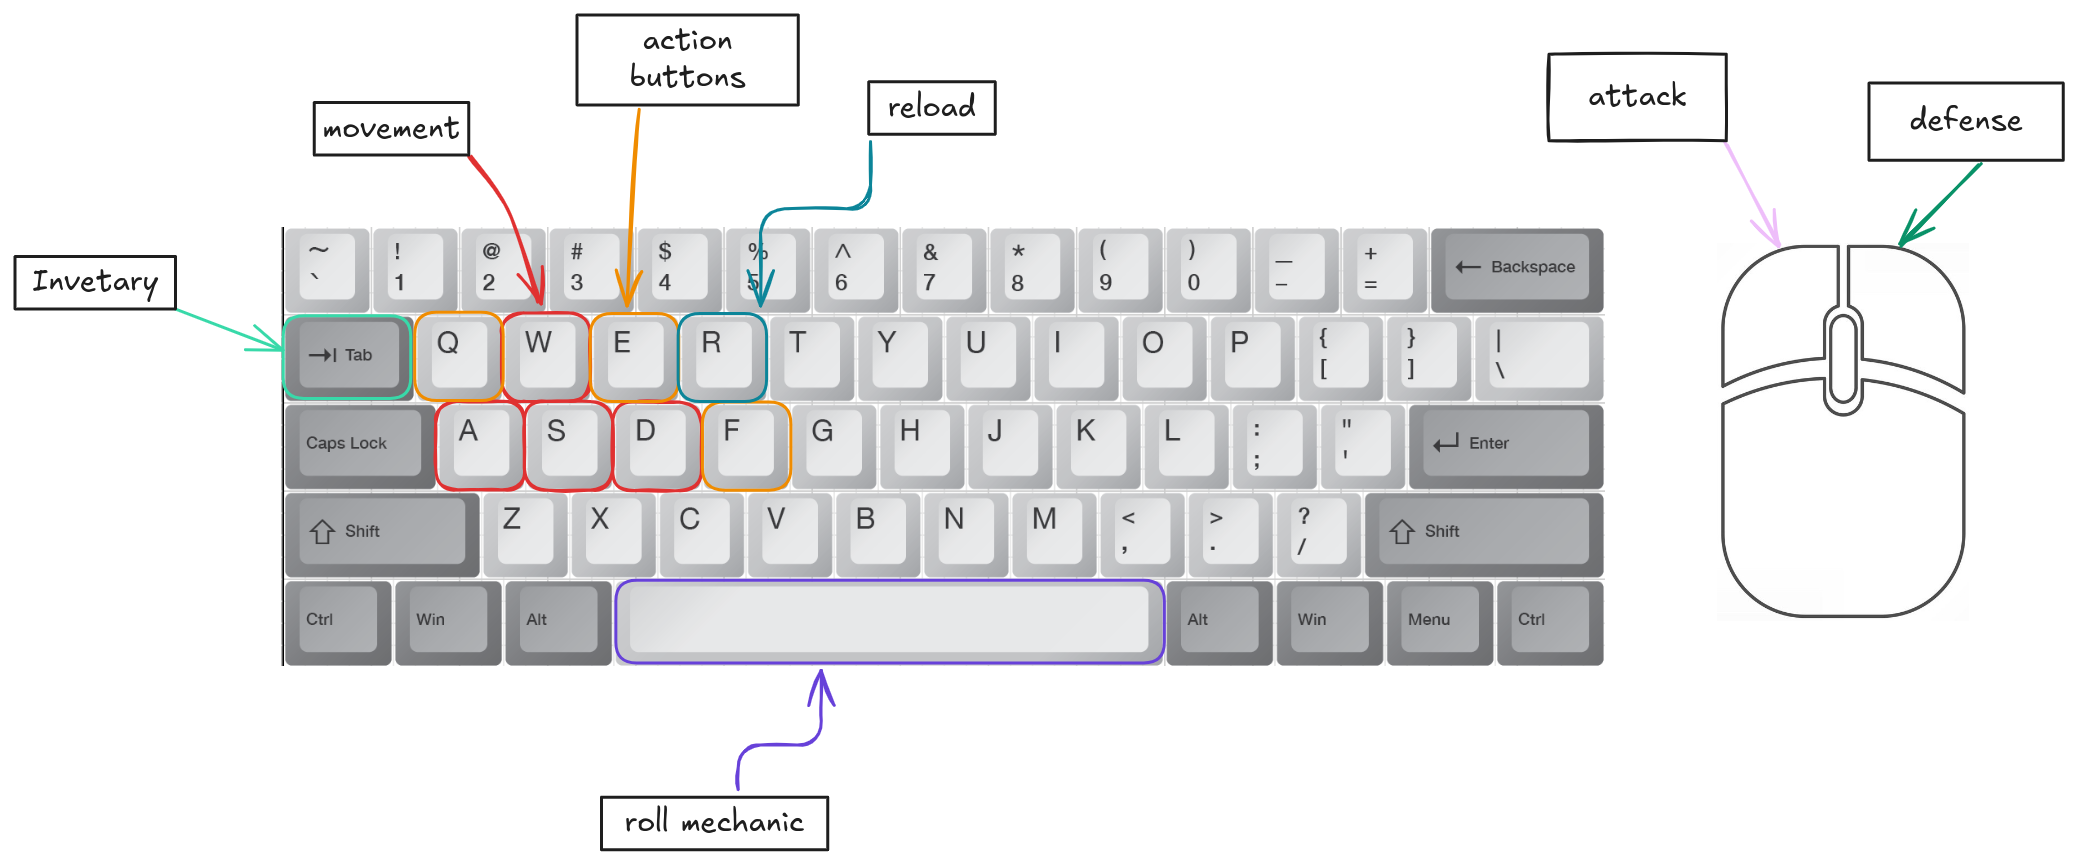 action
buttons
attack
reload
defense
movement
Invetary
~
`
!
1
@
2
#
3
$
4
%
5
^
6
&
7
*
8
(
9
)
0
_
–
+
=
← Backspace
Tab
Q
W
E
R
T
Y
U
I
O
P
{
[
}
]
|
\
Caps Lock
A
S
D
F
G
H
J
K
L
:
;
"
'
Enter
Shift
Z
X
C
V
B
N
M
<
,
>
.
?
/
Shift
Ctrl
Win
Alt
Alt
Win
Menu
Ctrl
roll mechanic